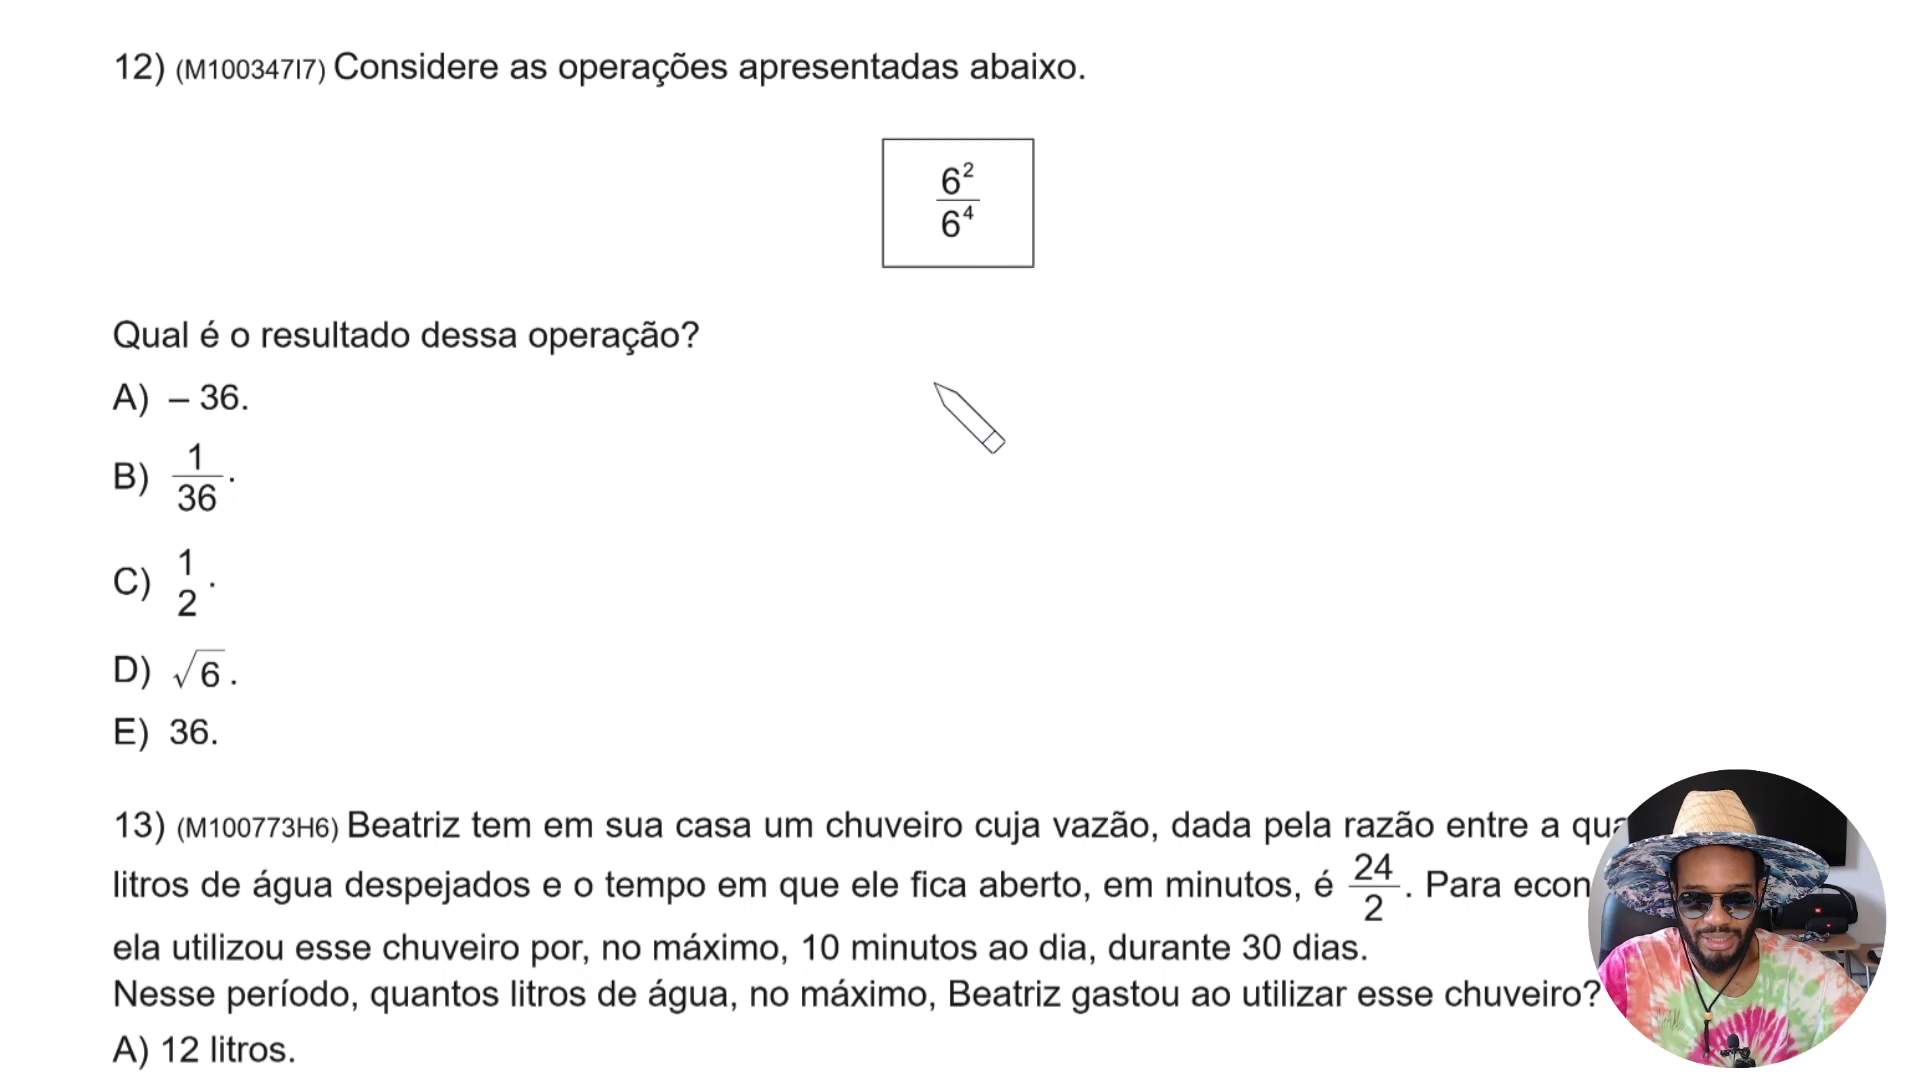 12) (M100347I7) Considere as operações apresentadas abaixo.
6²
6⁴
Qual é o resultado dessa operação?
A) – 36.
B) 1/36.
C) 1/2.
D) √6.
E) 36.
13) (M100773H6) Beatriz tem em sua casa um chuveiro cuja vazão, dada pela razão entre a
litros de água despejados e o tempo em que ele fica aberto, em minutos, é 24/2. Para
ela utilizou esse chuveiro por, no máximo, 10 minutos ao dia, durante 30 dias.
Nesse período, quantos litros de água, no máximo, Beatriz gastou ao utilizar esse chuveiro?
A) 12 litros.